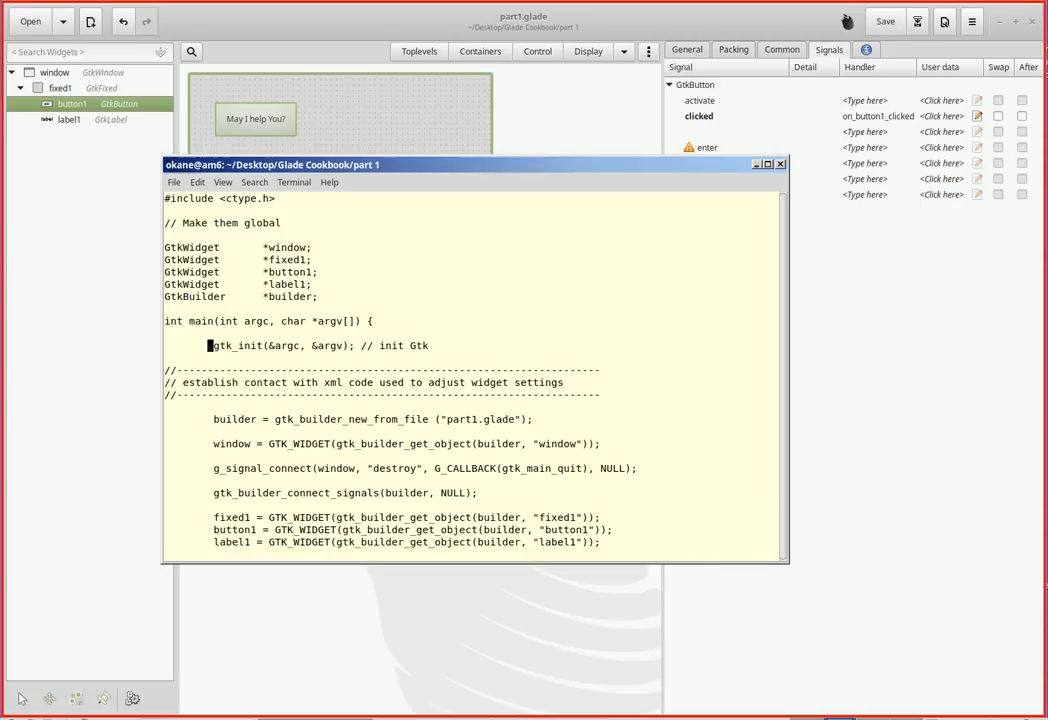 part1.glade
~/Desktop/Glade Cookbook/part 1
Open
Save
< Search Widgets >
Toplevels
Containers
Control
Display
General
Packing
Common
Signals
window GtkWindow
fixed1 GtkFixed
button1 GtkButton
label1 GtkLabel
May I help You?
Signal Detail Handler User data Swap After
GtkButton
activate <Type here> <Click here>
clicked on_button1_clicked <Click here>
<Type here> <Click here>
enter
<Type here> <Click here>
<Type here> <Click here>
<Type here> <Click here>
okane@am6: ~/Desktop/Glade Cookbook/part 1
File Edit View Search Terminal Help
#include <ctype.h>
// Make them global
GtkWidget *window;
GtkWidget *fixed1;
GtkWidget *button1;
GtkWidget *label1;
GtkBuilder *builder;
int main(int argc, char *argv[]) {
gtk_init(&argc, &argv); // init Gtk
//---------------------------------------------------------------------
// establish contact with xml code used to adjust widget settings
//---------------------------------------------------------------------
builder = gtk_builder_new_from_file ("part1.glade");
window = GTK_WIDGET(gtk_builder_get_object(builder, "window"));
g_signal_connect(window, "destroy", G_CALLBACK(gtk_main_quit), NULL);
gtk_builder_connect_signals(builder, NULL);
fixed1 = GTK_WIDGET(gtk_builder_get_object(builder, "fixed1"));
button1 = GTK_WIDGET(gtk_builder_get_object(builder, "button1"));
label1 = GTK_WIDGET(gtk_builder_get_object(builder, "label1"));